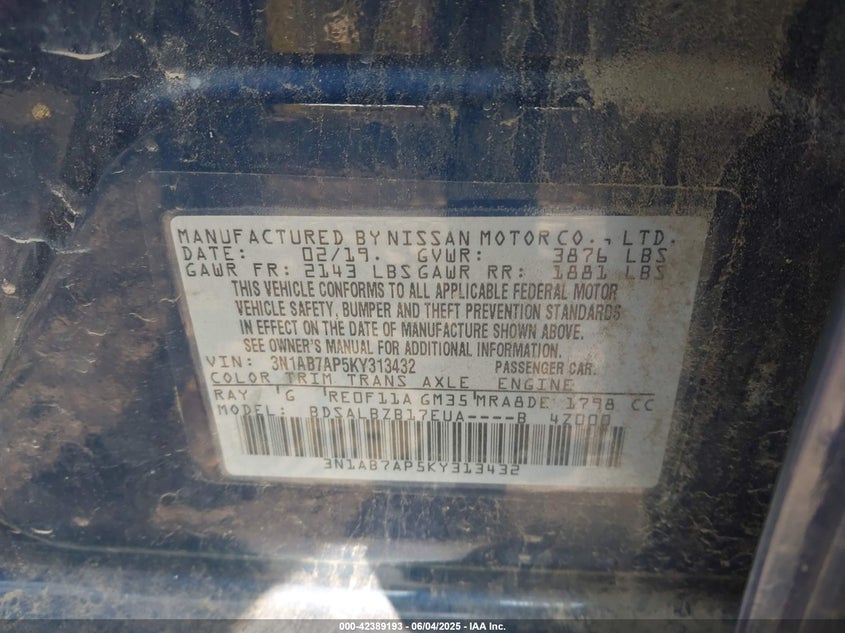 MANUFACTURED BY NISSAN MOTOR CO., LTD.
DATE: 02/19. GVWR: 3876 LBS
GAWR FR: 2143 LBS GAWR RR: 1881 LBS
THIS VEHICLE CONFORMS TO ALL APPLICABLE FEDERAL MOTOR
VEHICLE SAFETY, BUMPER AND THEFT PREVENTION STANDARDS
IN EFFECT ON THE DATE OF MANUFACTURE SHOWN ABOVE.
SEE OWNER'S MANUAL FOR ADDITIONAL INFORMATION.
VIN: 3N1AB7AP5KY313432 PASSENGER CAR.
COLOR TRIM TRANS AXLE ENGINE
RAY G RE0F11A GM35 MRA8DE 1798 CC
MODEL: BDSALBZB17EUA----B 4Z000
3N1AB7AP5KY313432
000-42389193 - 06/04/2025 - IAA Inc.